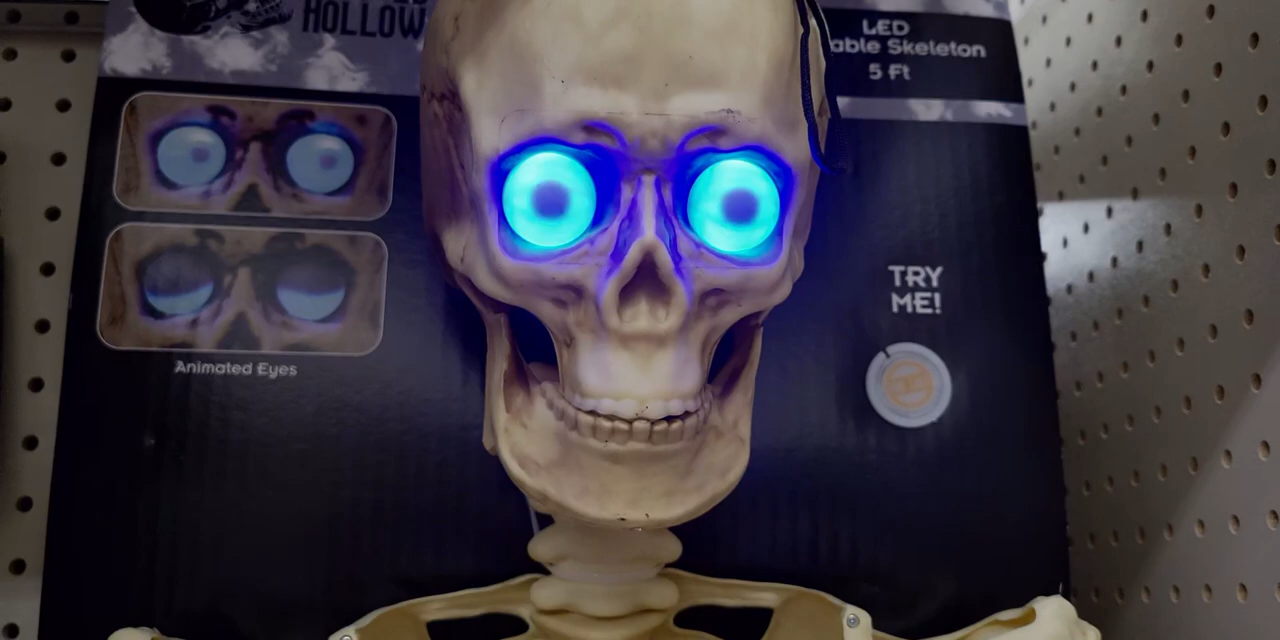 HOLLOW
LED
able Skeleton
5 Ft
TRY
ME!
Animated Eyes